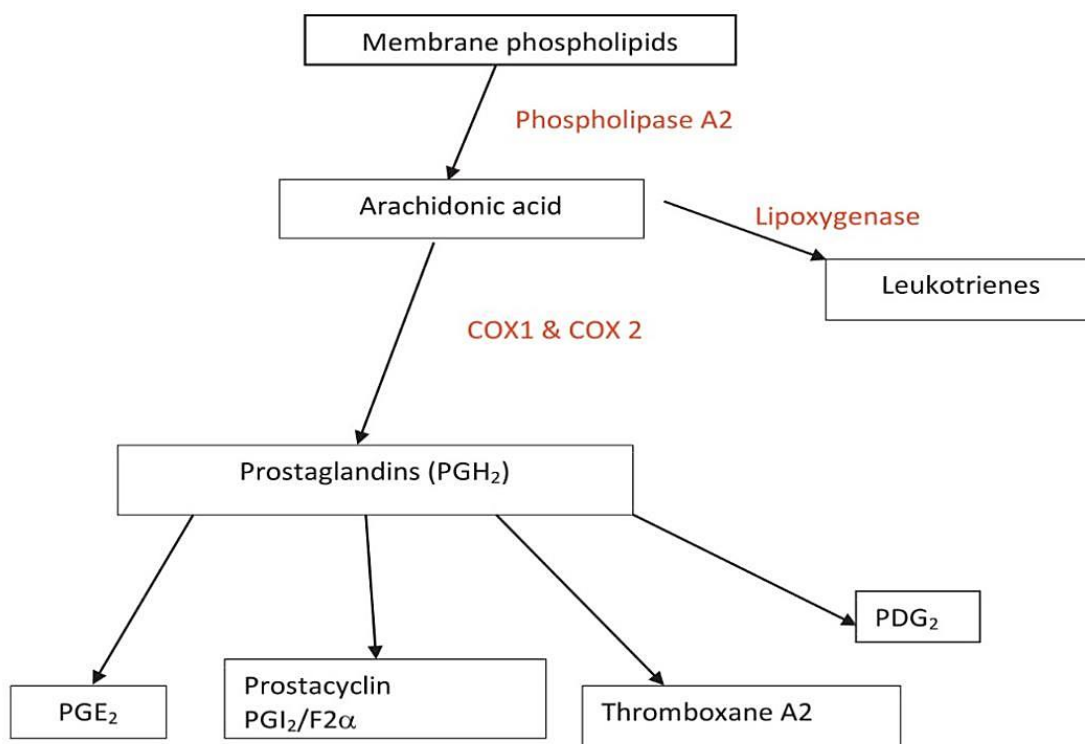 Membrane phospholipids
Phospholipase A2
Arachidonic acid
Lipoxygenase
Leukotrienes
COX1 & COX 2
Prostaglandins (PGH₂)
PDG₂
PGE₂
Prostacyclin
PGI₂/F2α
Thromboxane A2